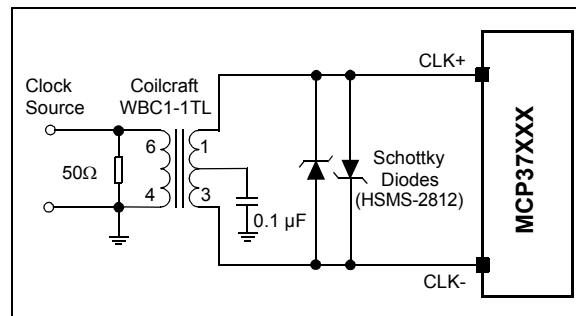 Clock
Source
Coilcraft
WBC1-1TL
CLK+
6
1
50Ω
4
3
0.1 µF
Schottky
Diodes
(HSMS-2812)
CLK-
MCP37XXX